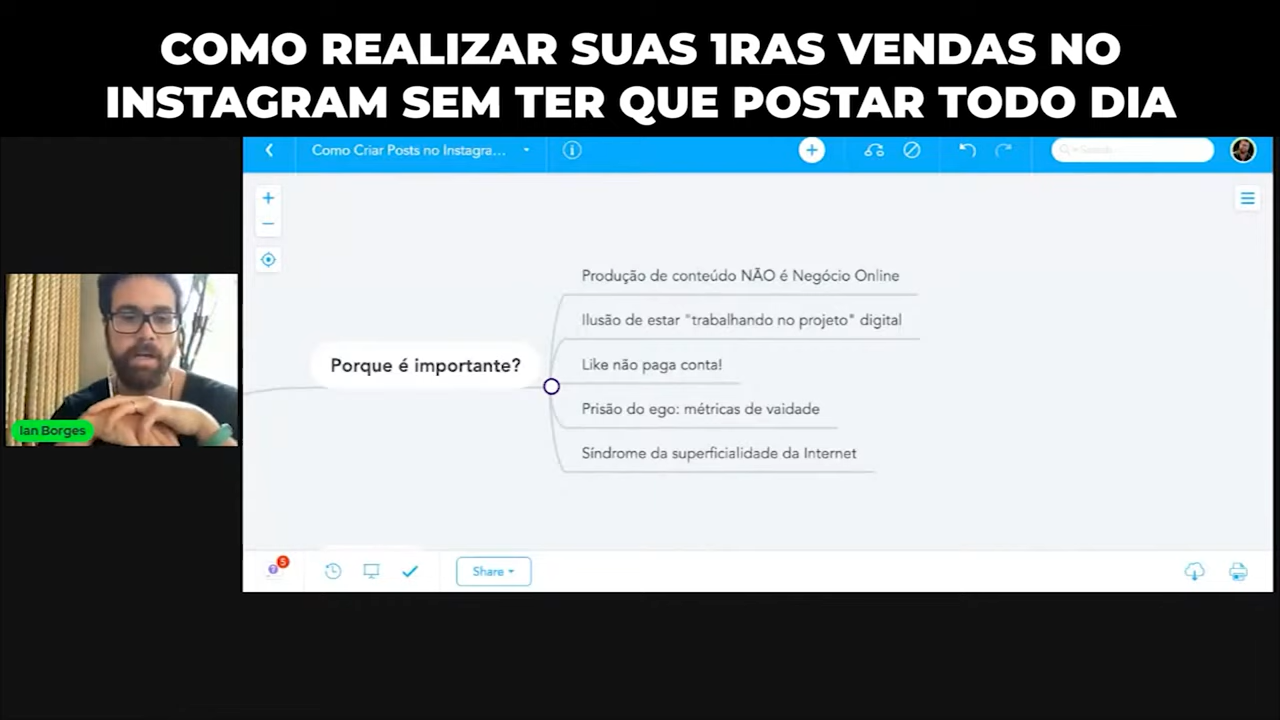 COMO REALIZAR SUAS 1RAS VENDAS NO
INSTAGRAM SEM TER QUE POSTAR TODO DIA
Como Criar Posts no Instagra...
Search...
Produção de conteúdo NÃO é Negócio Online
Ilusão de estar "trabalhando no projeto" digital
Porque é importante?
Like não paga conta!
Prisão do ego: métricas de vaidade
Síndrome da superficialidade da Internet
Ian Borges
5
Share